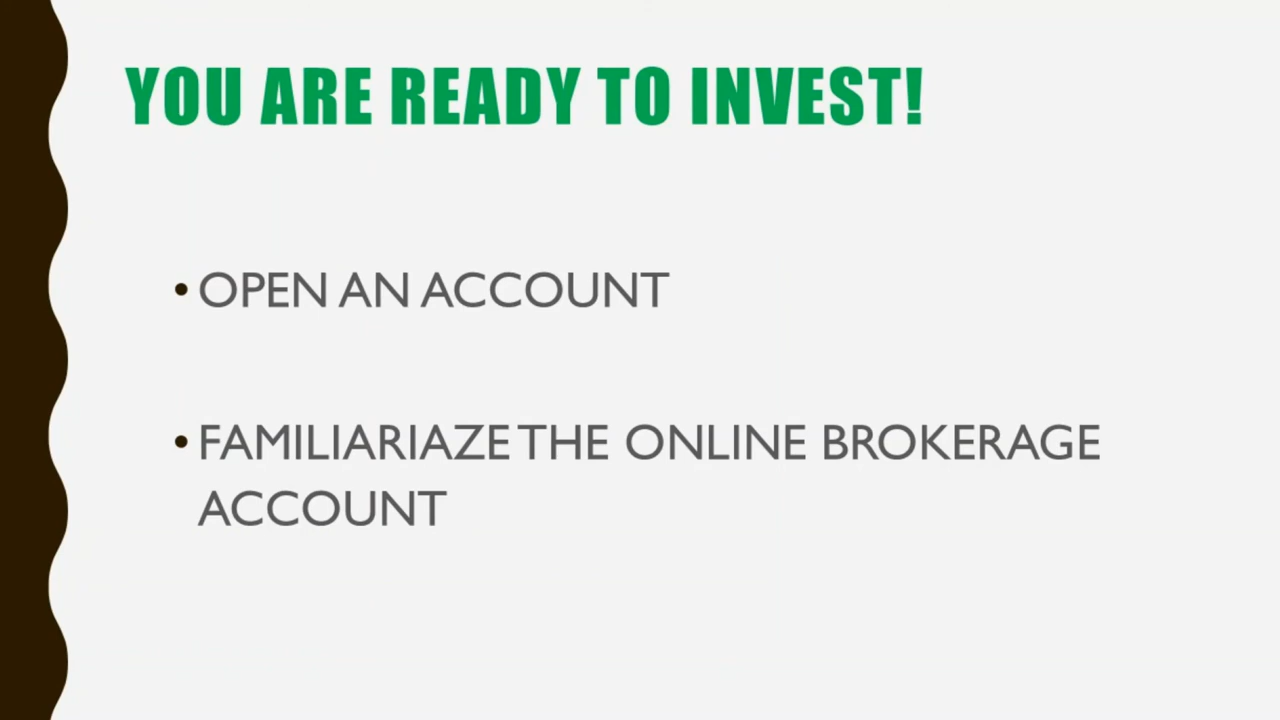 YOU ARE READY TO INVEST!
• OPEN AN ACCOUNT
• FAMILIARIAZE THE ONLINE BROKERAGE
ACCOUNT